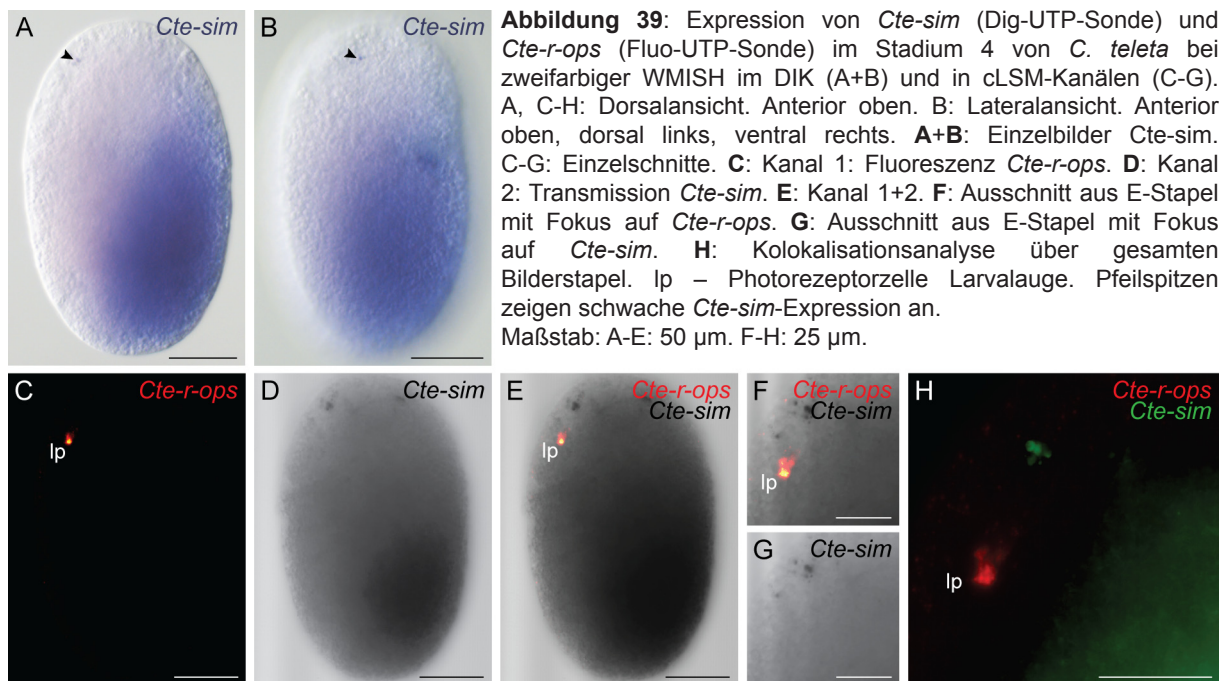 A
Cte-sim
B
Cte-sim
Abbildung 39: Expression von Cte-sim (Dig-UTP-Sonde) und
Cte-r-ops (Fluo-UTP-Sonde) im Stadium 4 von C. teleta bei
zweifarbiger WMISH im DIK (A+B) und in cLSM-Kanälen (C-G).
A, C-H: Dorsalansicht. Anterior oben. B: Lateralansicht. Anterior
oben, dorsal links, ventral rechts. A+B: Einzelbilder Cte-sim.
C-G: Einzelschnitte. C: Kanal 1: Fluoreszenz Cte-r-ops. D: Kanal
2: Transmission Cte-sim. E: Kanal 1+2. F: Ausschnitt aus E-Stapel
mit Fokus auf Cte-r-ops. G: Ausschnitt aus E-Stapel mit Fokus
auf Cte-sim. H: Kolokalisationsanalyse über gesamten
Bilderstapel. lp – Photorezeptorzelle Larvalauge. Pfeilspitzen
zeigen schwache Cte-sim-Expression an.
Maßstab: A-E: 50 µm. F-H: 25 µm.
C
Cte-r-ops
lp
D
Cte-sim
E
Cte-r-ops
Cte-sim
lp
F
Cte-r-ops
Cte-sim
lp
G
Cte-sim
H
Cte-r-ops
Cte-sim
lp